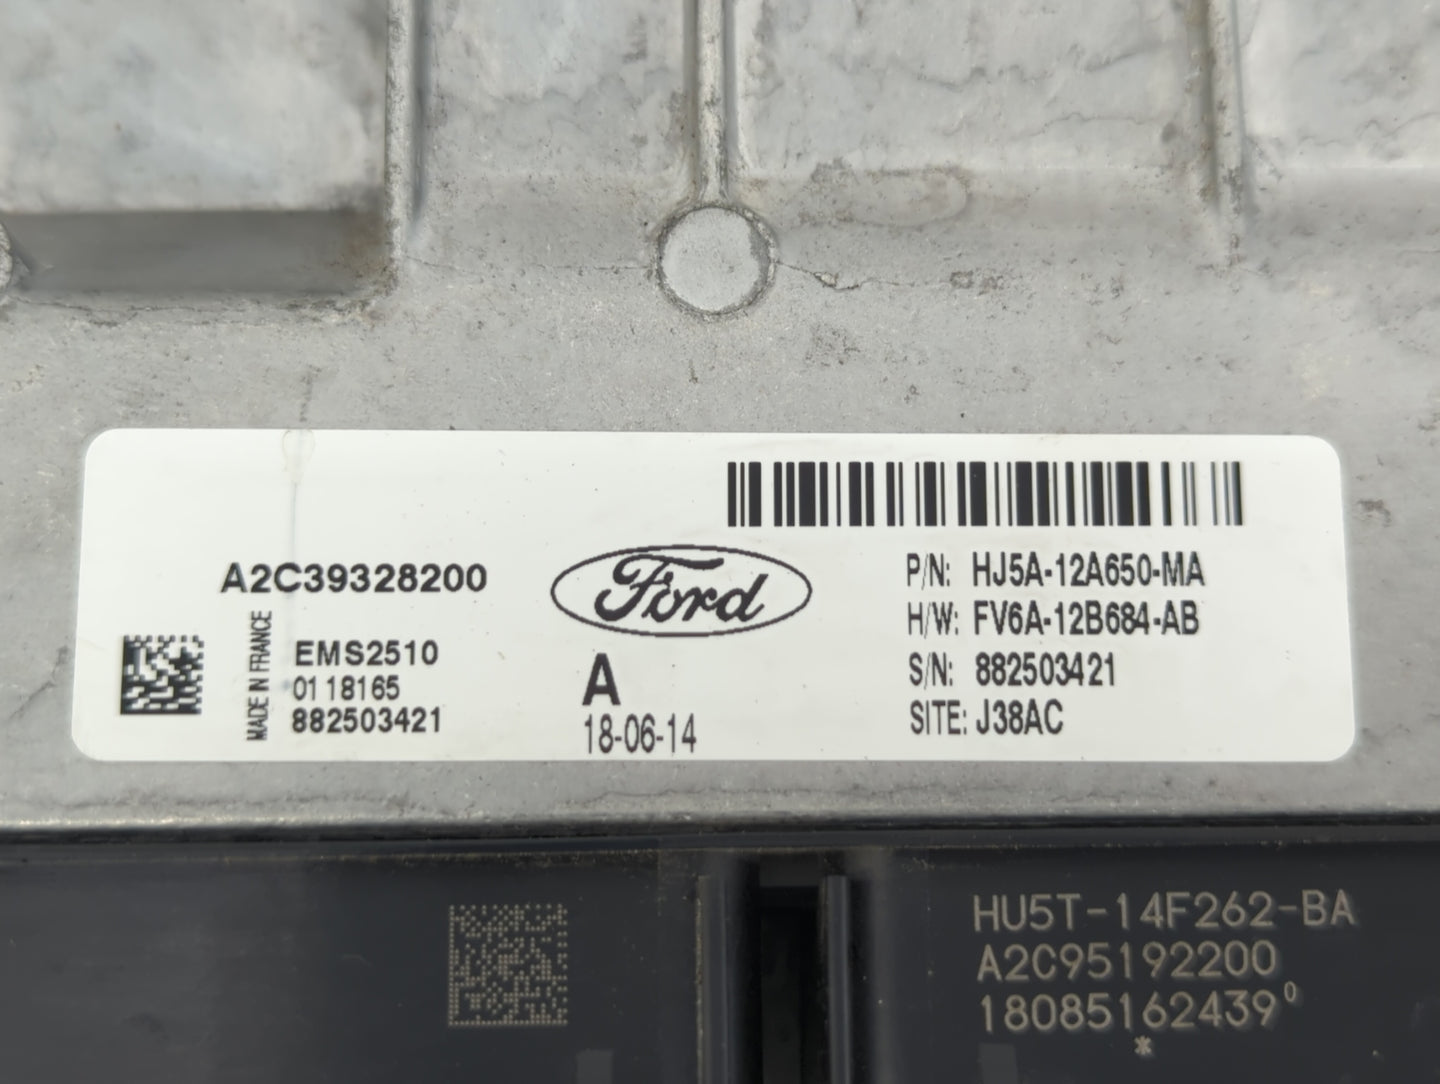 A2C39328200
MADE IN FRANCE
EMS2510
01 18165
882503421
Ford
A
18-06-14
P/N: HJ5A-12A650-MA
H/W: FV6A-12B684-AB
S/N: 882503421
SITE: J38AC
HU5T-14F262-BA
A2C95192200
18085162439⁰
*